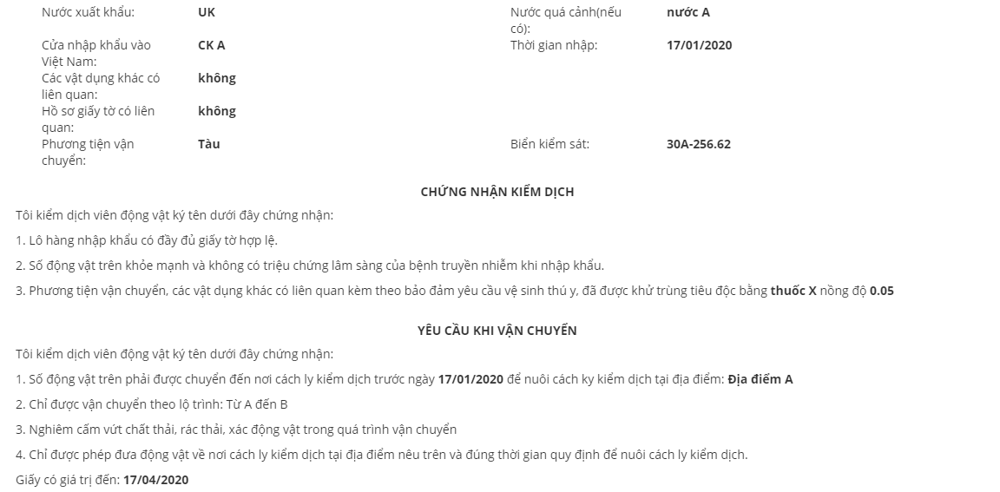 Nước xuất khẩu: UK Nước quá cảnh(nếu
có): nước A
Cửa nhập khẩu vào CK A Thời gian nhập: 17/01/2020
Việt Nam:
Các vật dụng khác có không
liên quan:
Hồ sơ giấy tờ có liên không
quan:
Phương tiện vận Tàu Biển kiểm sát: 30A-256.62
chuyển:
CHỨNG NHẬN KIỂM DỊCH
Tôi kiểm dịch viên động vật ký tên dưới đây chứng nhận:
1. Lô hàng nhập khẩu có đầy đủ giấy tờ hợp lệ.
2. Số động vật trên khỏe mạnh và không có triệu chứng lâm sàng của bệnh truyền nhiễm khi nhập khẩu.
3. Phương tiện vận chuyển, các vật dụng khác có liên quan kèm theo bảo đảm yêu cầu vệ sinh thú y, đã được khử trùng tiêu độc bằng thuốc X nồng độ 0.05
YÊU CẦU KHI VẬN CHUYỂN
Tôi kiểm dịch viên động vật ký tên dưới đây chứng nhận:
1. Số động vật trên phải được chuyển đến nơi cách ly kiểm dịch trước ngày 17/01/2020 để nuôi cách ky kiểm dịch tại địa điểm: Địa điểm A
2. Chỉ được vận chuyển theo lộ trình: Từ A đến B
3. Nghiêm cấm vứt chất thải, rác thải, xác động vật trong quá trình vận chuyển
4. Chỉ được phép đưa động vật về nơi cách ly kiểm dịch tại địa điểm nêu trên và đúng thời gian quy định để nuôi cách ly kiểm dịch.
Giấy có giá trị đến: 17/04/2020